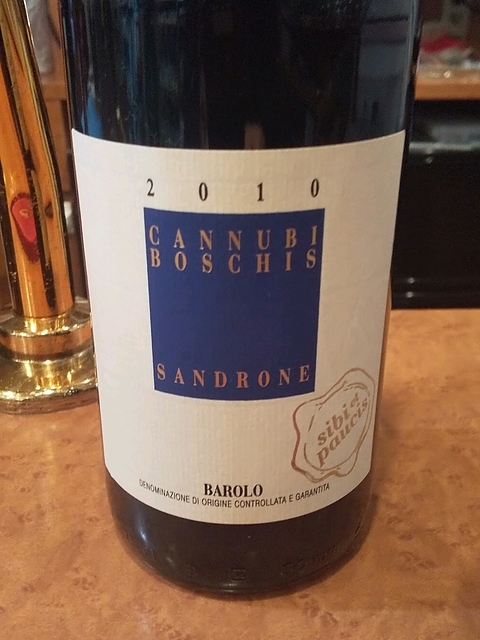 2010
CANNUBI
BOSCHIS
SANDRONE
sibi et
paucis
BAROLO
DENOMINAZIONE DI ORIGINE CONTROLLATA E GARANTITA